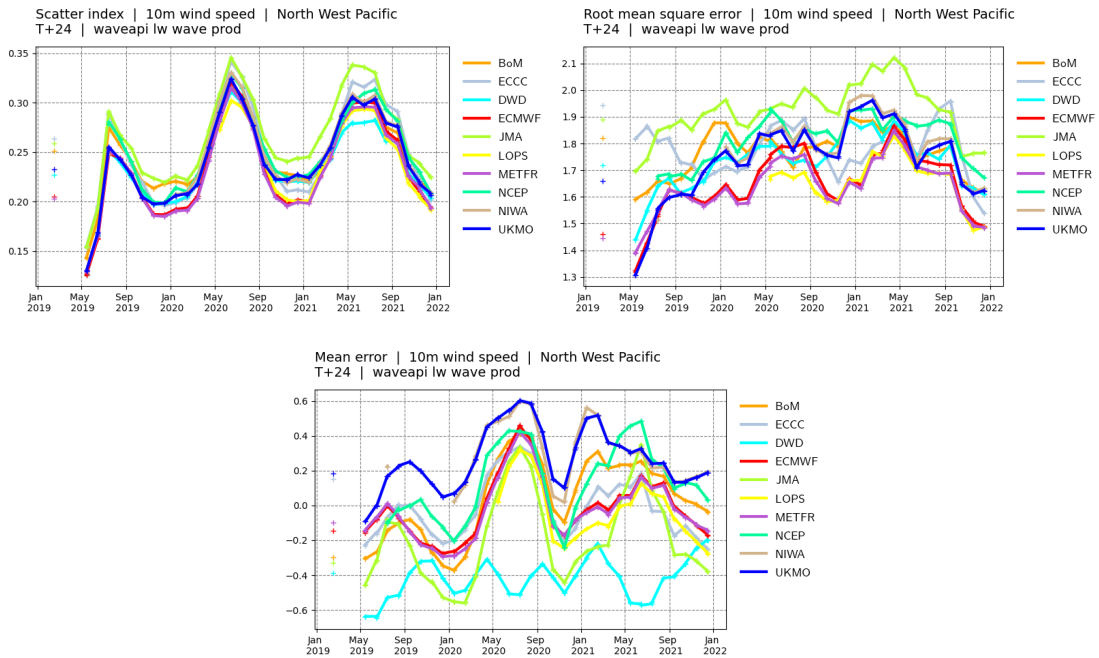 Scatter index | 10m wind speed | North West Pacific
T+24 | waveapi lw wave prod
0.35
0.30
0.25
0.20
0.15
Jan 2019
May 2019
Sep 2019
Jan 2020
May 2020
Sep 2020
Jan 2021
May 2021
Sep 2021
Jan 2022
BoM
ECCC
DWD
ECMWF
JMA
LOPS
METFR
NCEP
NIWA
UKMO
Root mean square error | 10m wind speed | North West Pacific
T+24 | waveapi lw wave prod
2.1
2.0
1.9
1.8
1.7
1.6
1.5
1.4
1.3
Jan 2019
May 2019
Sep 2019
Jan 2020
May 2020
Sep 2020
Jan 2021
May 2021
Sep 2021
Jan 2022
BoM
ECCC
DWD
ECMWF
JMA
LOPS
METFR
NCEP
NIWA
UKMO
Mean error | 10m wind speed | North West Pacific
T+24 | waveapi lw wave prod
0.6
0.4
0.2
0.0
−0.2
−0.4
−0.6
Jan 2019
May 2019
Sep 2019
Jan 2020
May 2020
Sep 2020
Jan 2021
May 2021
Sep 2021
Jan 2022
BoM
ECCC
DWD
ECMWF
JMA
LOPS
METFR
NCEP
NIWA
UKMO